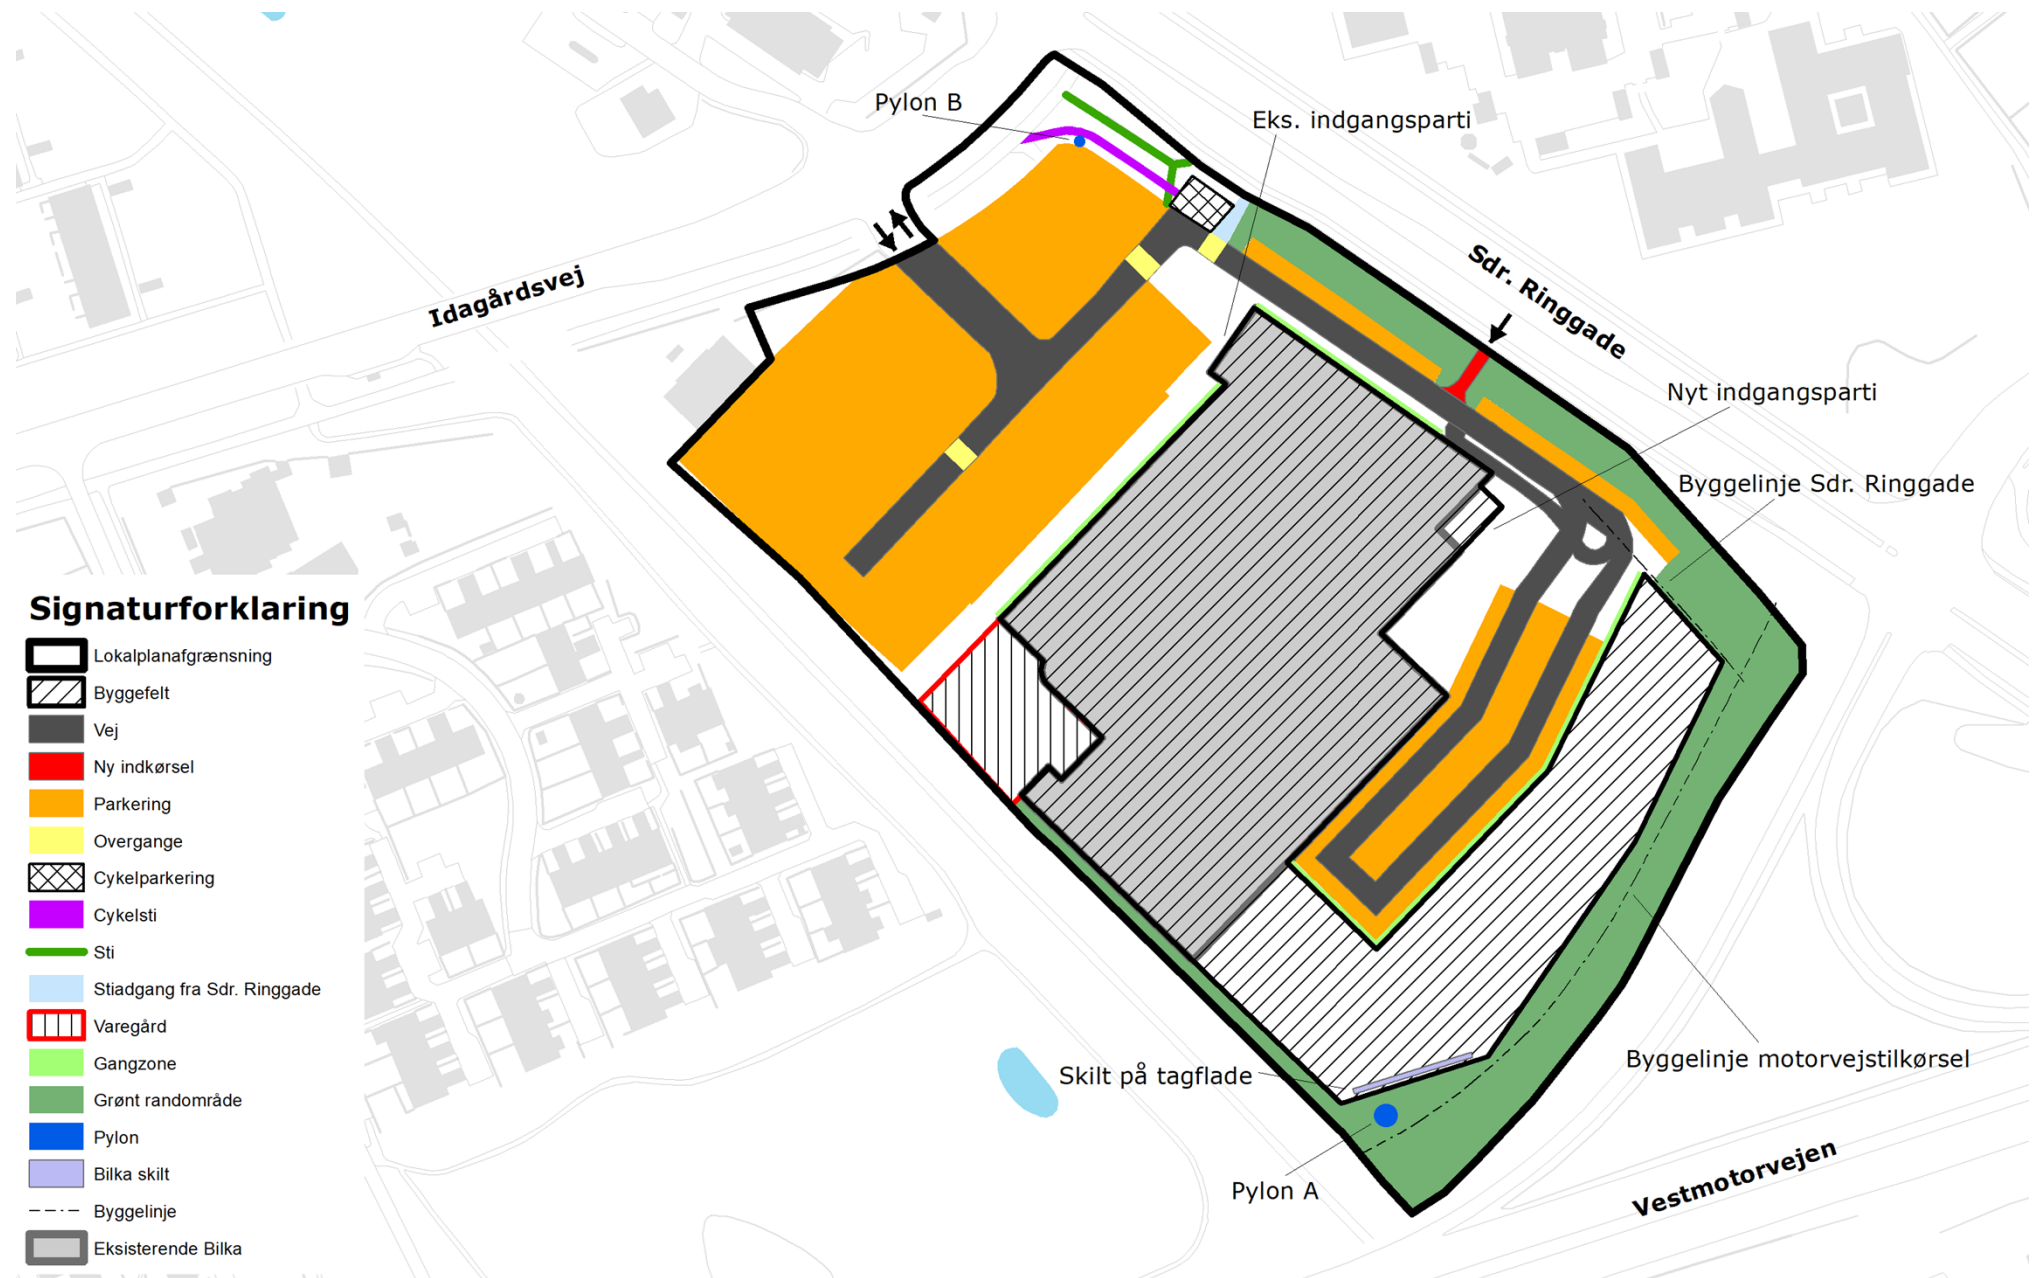 Pylon B
Eks. indgangsparti
Sdr. Ringgade
Idagårdsvej
Nyt indgangsparti
Byggelinje Sdr. Ringgade
Signaturforklaring
Lokalplanafgrænsning
Byggefelt
Vej
Ny indkørsel
Parkering
Overgange
Cykelparkering
Cykelsti
Sti
Stiadgang fra Sdr. Ringgade
Varegård
Gangzone
Grønt randområde
Pylon
Bilka skilt
Byggelinje
Eksisterende Bilka
Byggelinje motorvejstilkørsel
Skilt på tagflade
Pylon A
Vestmotorvejen